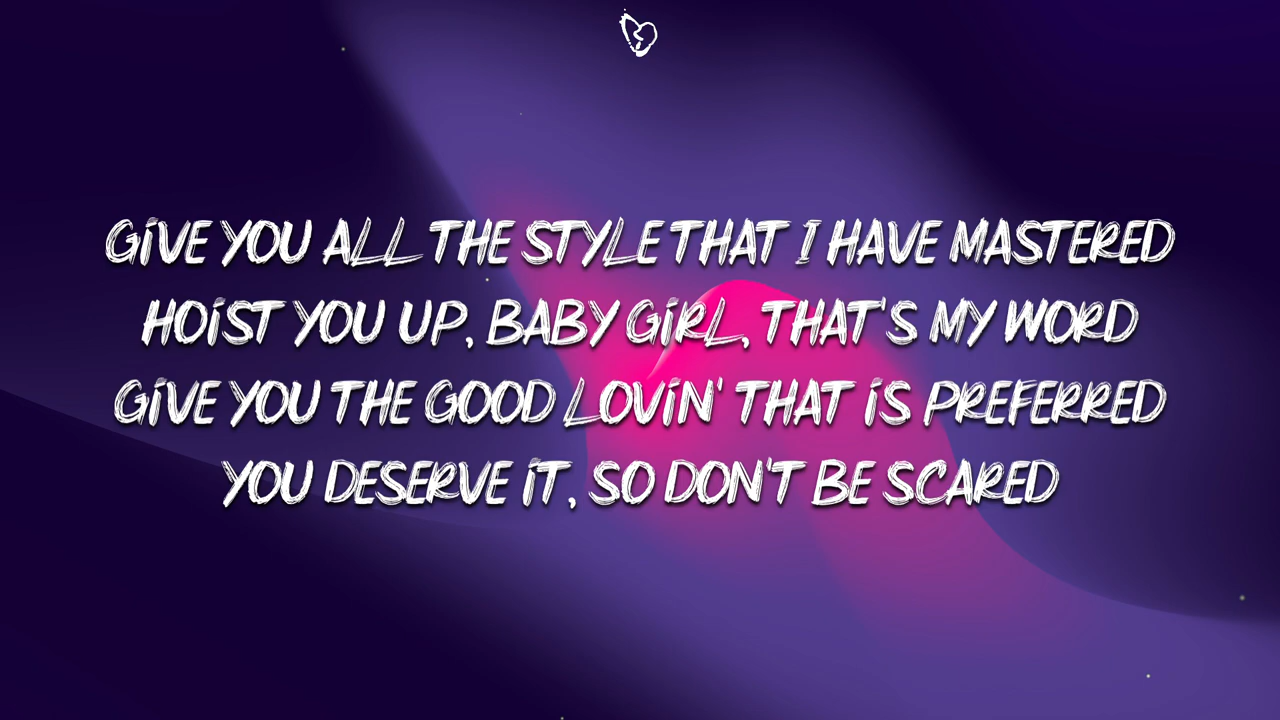 GIVE YOU ALL THE STYLE THAT I HAVE MASTERED
HOIST YOU UP, BABY GIRL, THAT'S MY WORD
GIVE YOU THE GOOD LOVIN' THAT IS PREFERRED
YOU DESERVE IT, SO DON'T BE SCARED